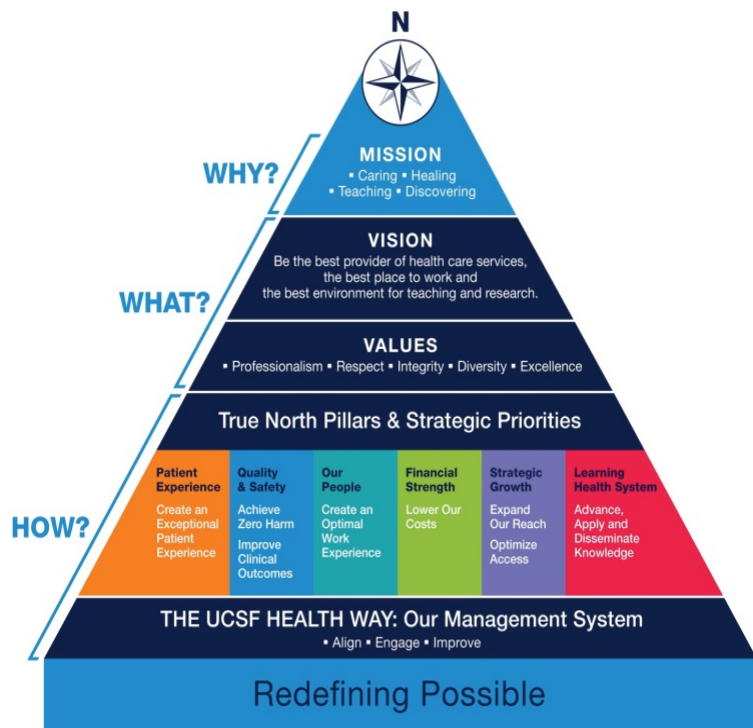 N
WHY?
MISSION
▪ Caring ▪ Healing
▪ Teaching ▪ Discovering
WHAT?
VISION
Be the best provider of health care services,
the best place to work and
the best environment for teaching and research.
VALUES
▪ Professionalism ▪ Respect ▪ Integrity ▪ Diversity ▪ Excellence
HOW?
True North Pillars & Strategic Priorities
Patient
Experience
Create an
Exceptional
Patient
Experience
Quality
& Safety
Achieve
Zero Harm
Improve
Clinical
Outcomes
Our
People
Create an
Optimal
Work
Experience
Financial
Strength
Lower Our
Costs
Strategic
Growth
Expand
Our Reach
Optimize
Access
Learning
Health System
Advance,
Apply and
Disseminate
Knowledge
THE UCSF HEALTH WAY: Our Management System
▪ Align ▪ Engage ▪ Improve
Redefining Possible